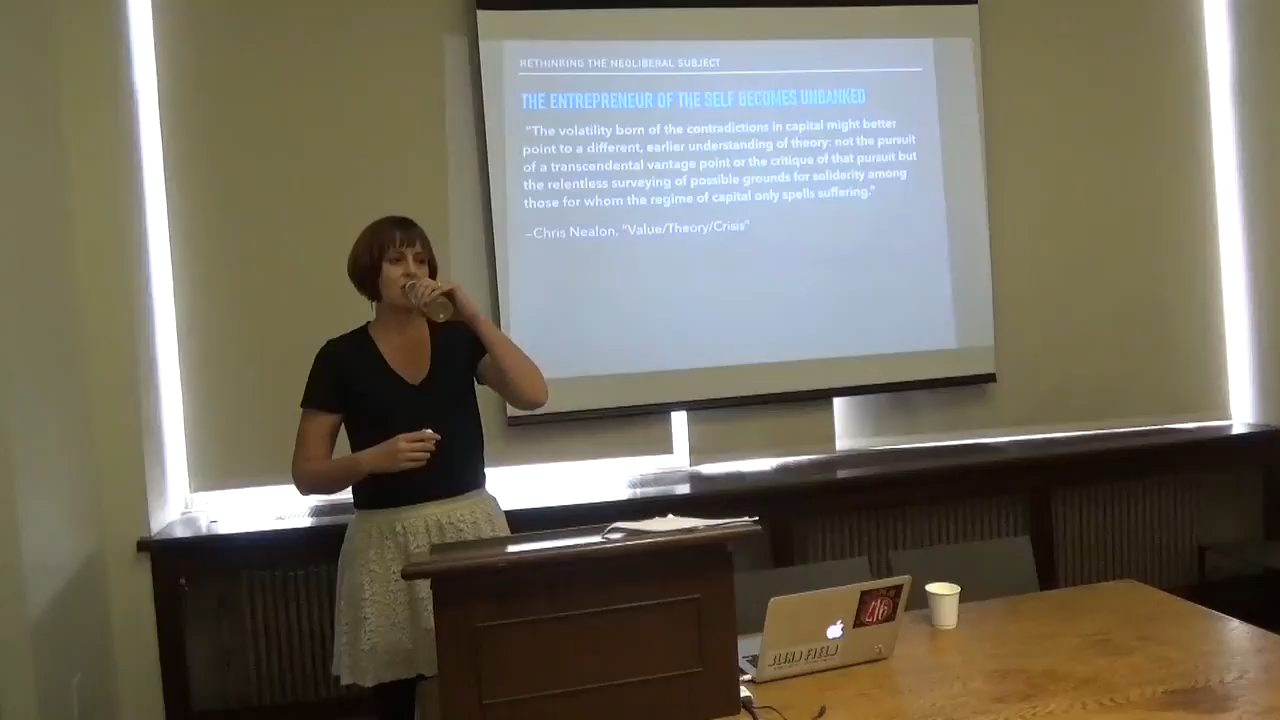 RETHINKING THE NEOLIBERAL SUBJECT
THE ENTREPRENEUR OF THE SELF BECOMES UNBANKED
"The volatility born of the contradictions in capital might better
point to a different, earlier understanding of theory: not the pursuit
of a transcendental vantage point or the critique of that pursuit but
the relentless surveying of possible grounds for solidarity among
those for whom the regime of capital only spells suffering."
—Chris Nealon, "Value/Theory/Crisis"
BLIND FIELD